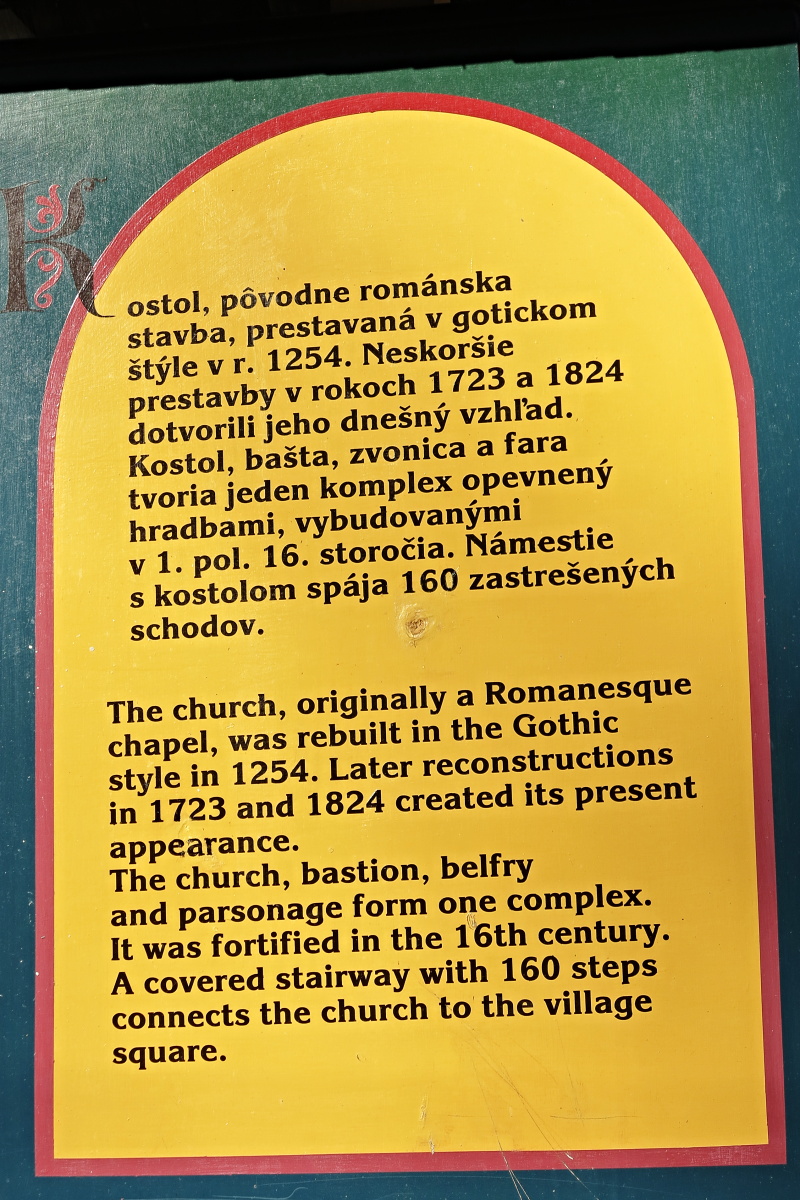 Kostol, pôvodne románska
stavba, prestavaná v gotickom
štýle v r. 1254. Neskoršie
prestavby v rokoch 1723 a 1824
dotvorili jeho dnešný vzhľad.
Kostol, bašta, zvonica a fara
tvoria jeden komplex opevnený
hradbami, vybudovanými
v 1. pol. 16. storočia. Námestie
s kostolom spája 160 zastrešených
schodov.
The church, originally a Romanesque
chapel, was rebuilt in the Gothic
style in 1254. Later reconstructions
in 1723 and 1824 created its present
appearance.
The church, bastion, belfry
and parsonage form one complex.
It was fortified in the 16th century.
A covered stairway with 160 steps
connects the church to the village
square.